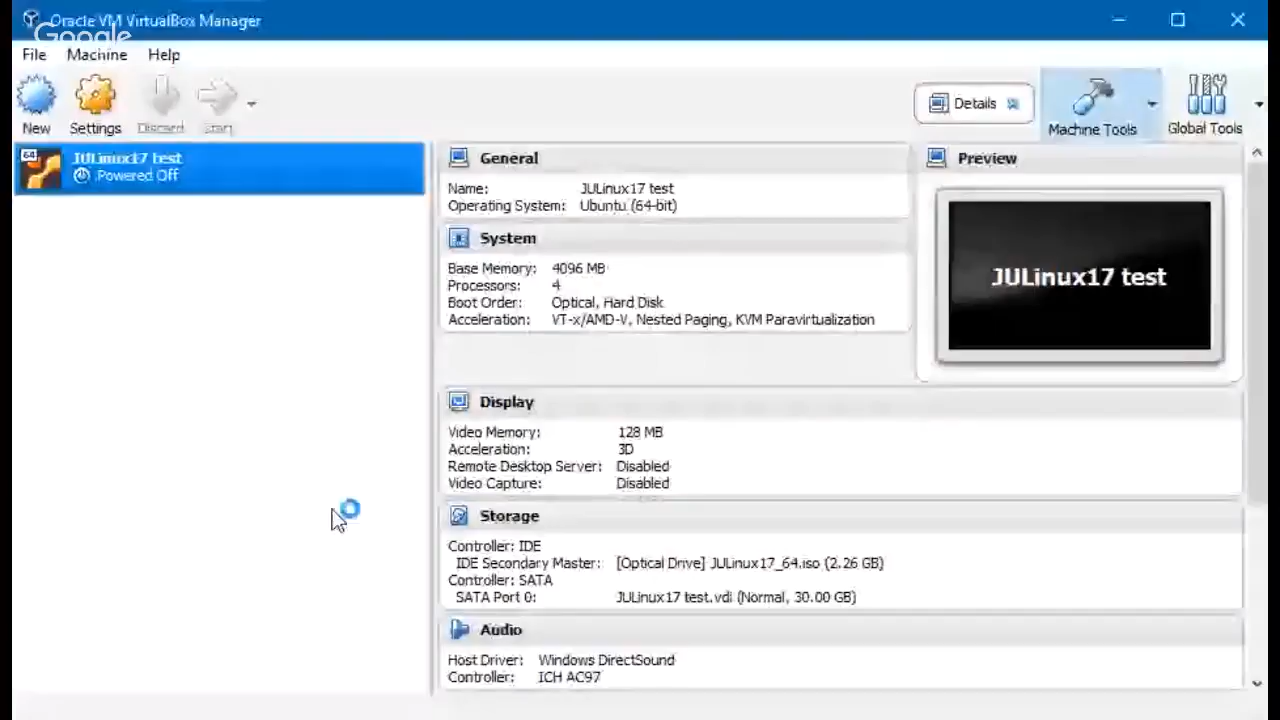 Oracle VM VirtualBox Manager
Google
File Machine Help
New Settings Discard Start
Details Machine Tools Global Tools
64
JULinux17 test
Powered Off
General
Name: JULinux17 test
Operating System: Ubuntu (64-bit)
System
Base Memory: 4096 MB
Processors: 4
Boot Order: Optical, Hard Disk
Acceleration: VT-x/AMD-V, Nested Paging, KVM Paravirtualization
Preview
JULinux17 test
Display
Video Memory: 128 MB
Acceleration: 3D
Remote Desktop Server: Disabled
Video Capture: Disabled
Storage
Controller: IDE
IDE Secondary Master: [Optical Drive] JULinux17_64.iso (2.26 GB)
Controller: SATA
SATA Port 0: JULinux17 test.vdi (Normal, 30.00 GB)
Audio
Host Driver: Windows DirectSound
Controller: ICH AC97